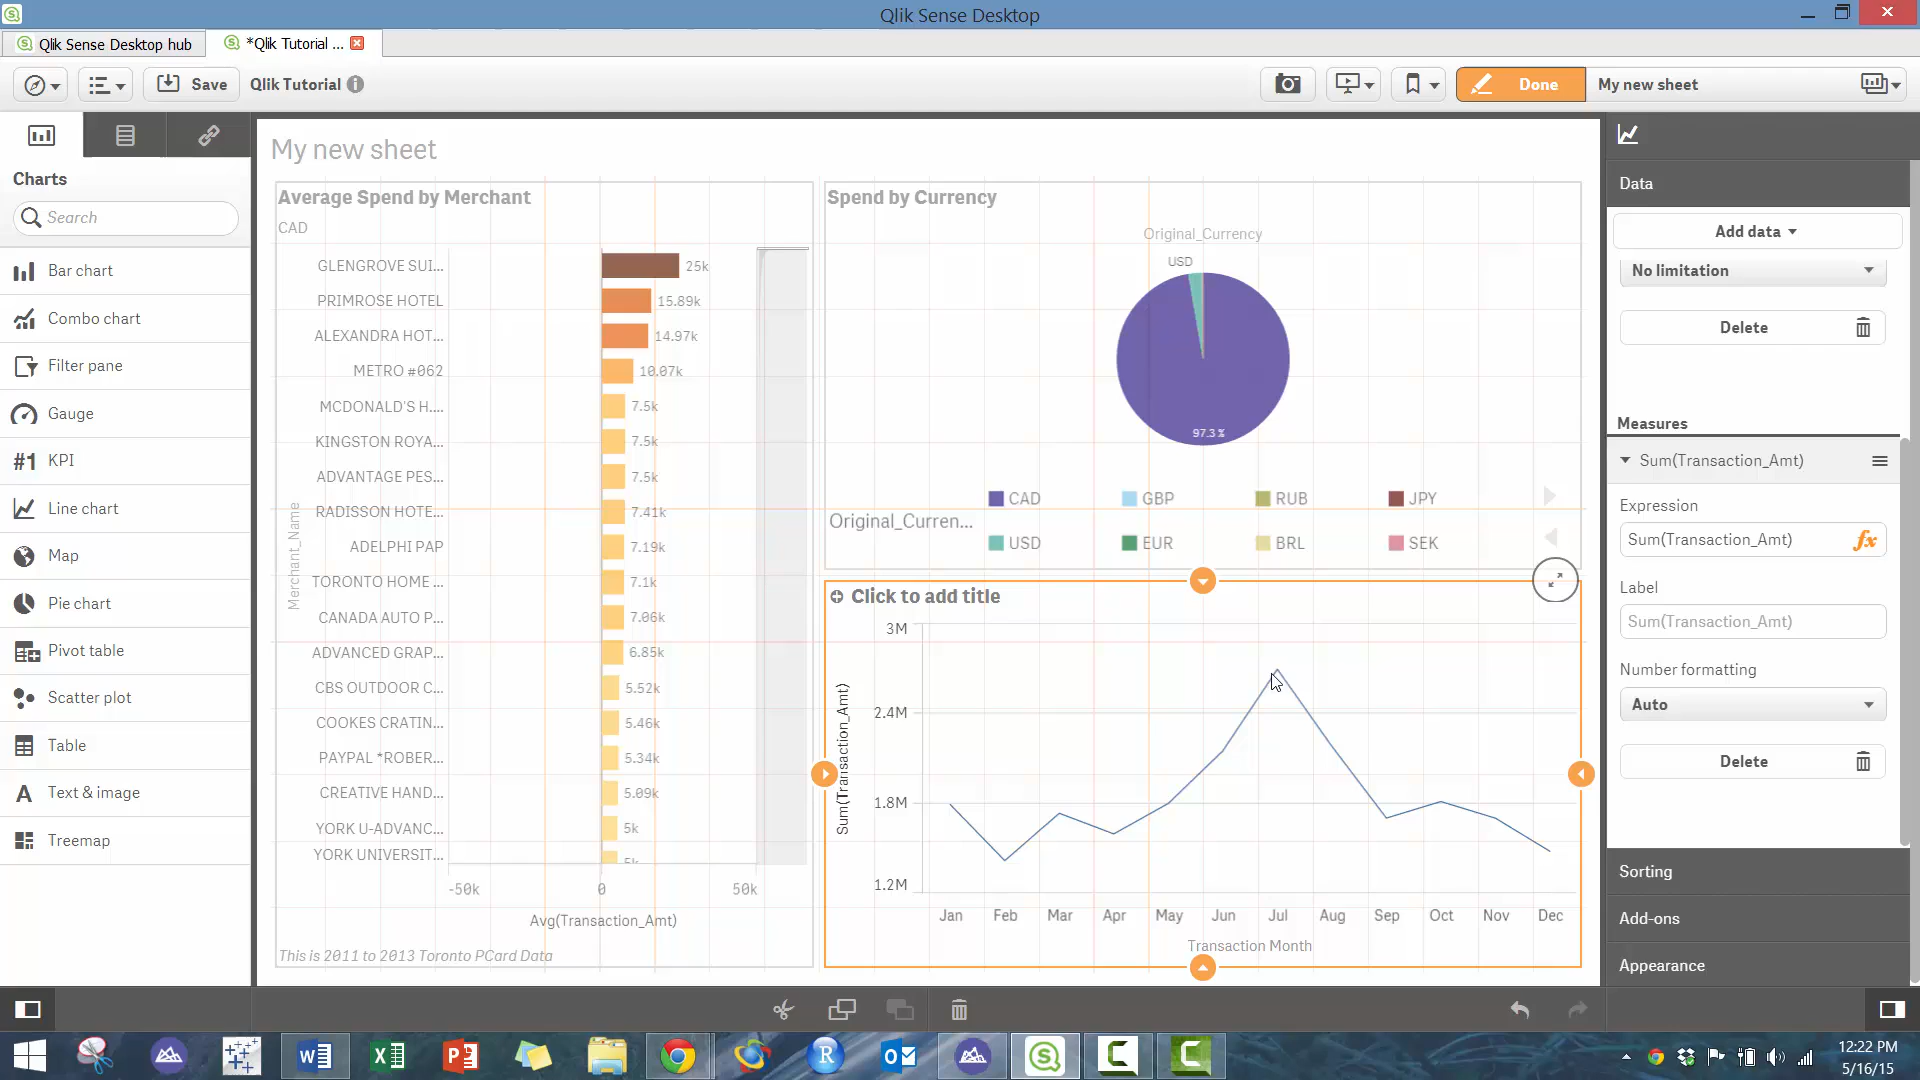 Qlik Sense Desktop
Qlik Sense Desktop hub
*Qlik Tutorial ...
Save
Qlik Tutorial
Done
My new sheet
Charts
Search
Bar chart
Combo chart
Filter pane
Gauge
#1 KPI
Line chart
Map
Pie chart
Pivot table
Scatter plot
Table
A Text & image
Treemap
My new sheet
Average Spend by Merchant
CAD
GLENGROVE SUI... 25k
PRIMROSE HOTEL 15.89k
ALEXANDRA HOT... 14.97k
METRO #062 10.07k
MCDONALD'S H.... 7.5k
KINGSTON ROYA... 7.5k
ADVANTAGE PES... 7.5k
RADISSON HOTE... 7.41k
ADELPHI PAP 7.19k
TORONTO HOME ... 7.1k
CANADA AUTO P... 7.06k
ADVANCED GRAP... 6.85k
CBS OUTDOOR C... 5.52k
COOKES CRATIN... 5.46k
PAYPAL *ROBER... 5.34k
CREATIVE HAND... 5.09k
YORK U-ADVANC... 5k
YORK UNIVERSIT... 5k
Merchant_Name
-50k 0 50k
Avg(Transaction_Amt)
This is 2011 to 2013 Toronto PCard Data
Spend by Currency
Original_Currency
USD
97.3 %
Original_Curren...
CAD GBP RUB JPY
USD EUR BRL SEK
Click to add title
3M
2.4M
1.8M
1.2M
Sum(Transaction_Amt)
Jan Feb Mar Apr May Jun Jul Aug Sep Oct Nov Dec
Transaction Month
Data
Add data
No limitation
Delete
Measures
Sum(Transaction_Amt)
Expression
Sum(Transaction_Amt) fx
Label
Sum(Transaction_Amt)
Number formatting
Auto
Delete
Sorting
Add-ons
Appearance
12:22 PM
5/16/15